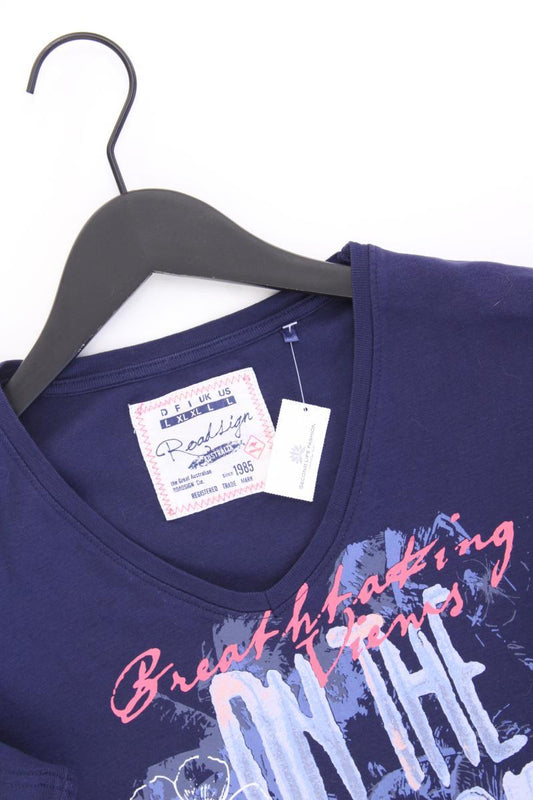 D F I UK US
L XL XL L L
Roadsign
AUSTRALIA
the Great Australian
ROADSIGN Co.
since 1985
REGISTERED TRADE MARK
SECOND LIFE FASHION
Breathtaking
Views
ON THE